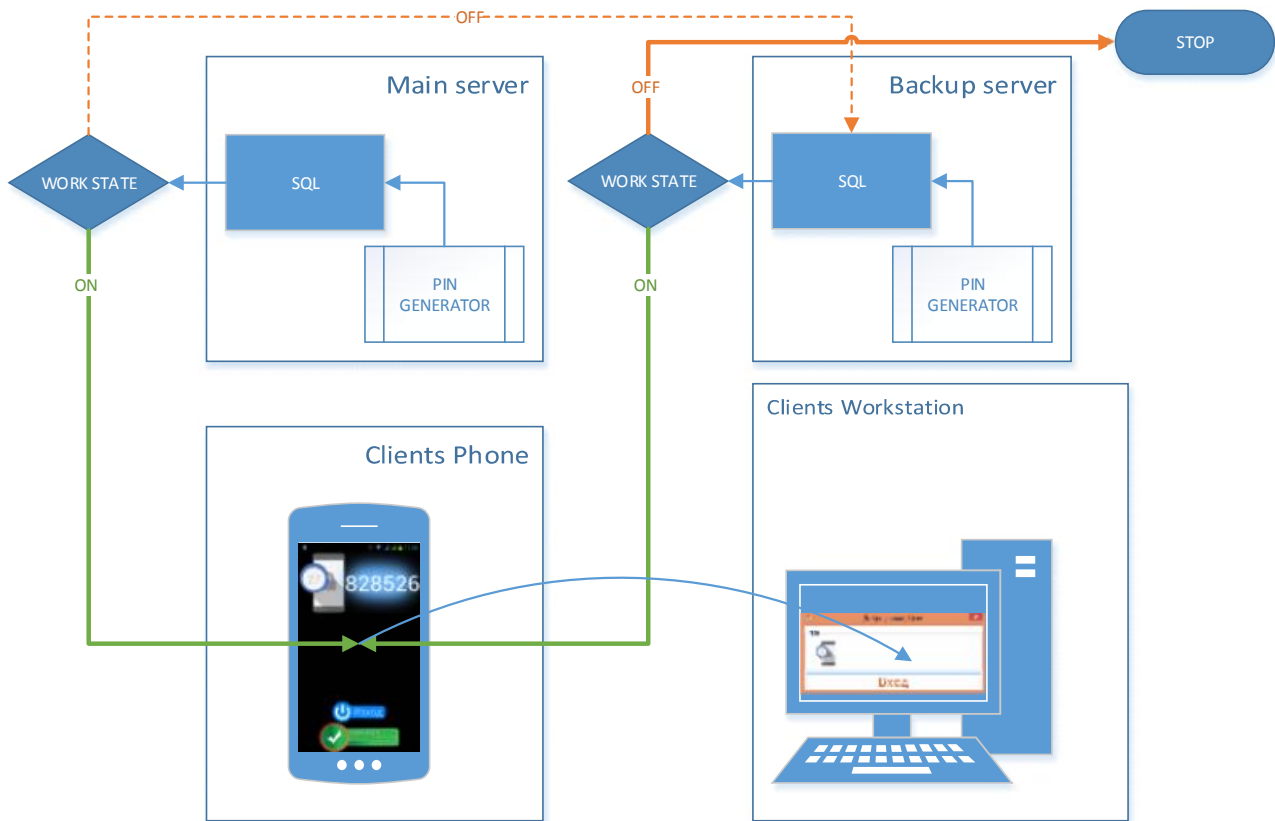 OFF
STOP
Main server
OFF
Backup server
WORK STATE
SQL
WORK STATE
SQL
ON
PIN
GENERATOR
ON
PIN
GENERATOR
Clients Workstation
Clients Phone
828526
Вход